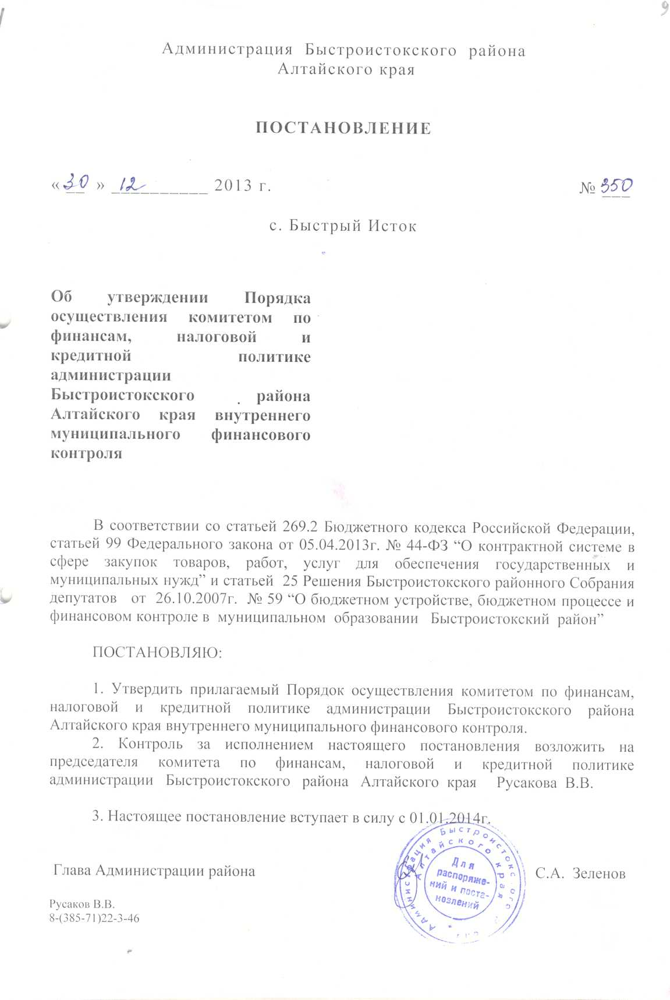 9
Администрация Быстроистокского района
Алтайского края
ПОСТАНОВЛЕНИЕ
« 30 » 12 2013 г. № 350
с. Быстрый Исток
Об утверждении Порядка
осуществления комитетом по
финансам, налоговой и
кредитной политике
администрации
Быстроистокского района
Алтайского края внутреннего
муниципального финансового
контроля
В соответствии со статьей 269.2 Бюджетного кодекса Российской Федерации,
статьей 99 Федерального закона от 05.04.2013г. № 44-ФЗ “О контрактной системе в
сфере закупок товаров, работ, услуг для обеспечения государственных и
муниципальных нужд” и статьей 25 Решения Быстроистокского районного Собрания
депутатов от 26.10.2007г. № 59 “О бюджетном устройстве, бюджетном процессе и
финансовом контроле в муниципальном образовании Быстроистокский район”
ПОСТАНОВЛЯЮ:
1. Утвердить прилагаемый Порядок осуществления комитетом по финансам,
налоговой и кредитной политике администрации Быстроистокского района
Алтайского края внутреннего муниципального финансового контроля.
2. Контроль за исполнением настоящего постановления возложить на
председателя комитета по финансам, налоговой и кредитной политике
администрации Быстроистокского района Алтайского края Русакова В.В.
3. Настоящее постановление вступает в силу с 01.01.2014г.
Администрация Быстроистокского
Алтайского края
Для
распоряже-
ний и поста-
новлений
Глава Администрации района С.А. Зеленов
Русаков В.В.
8-(385-71)22-3-46